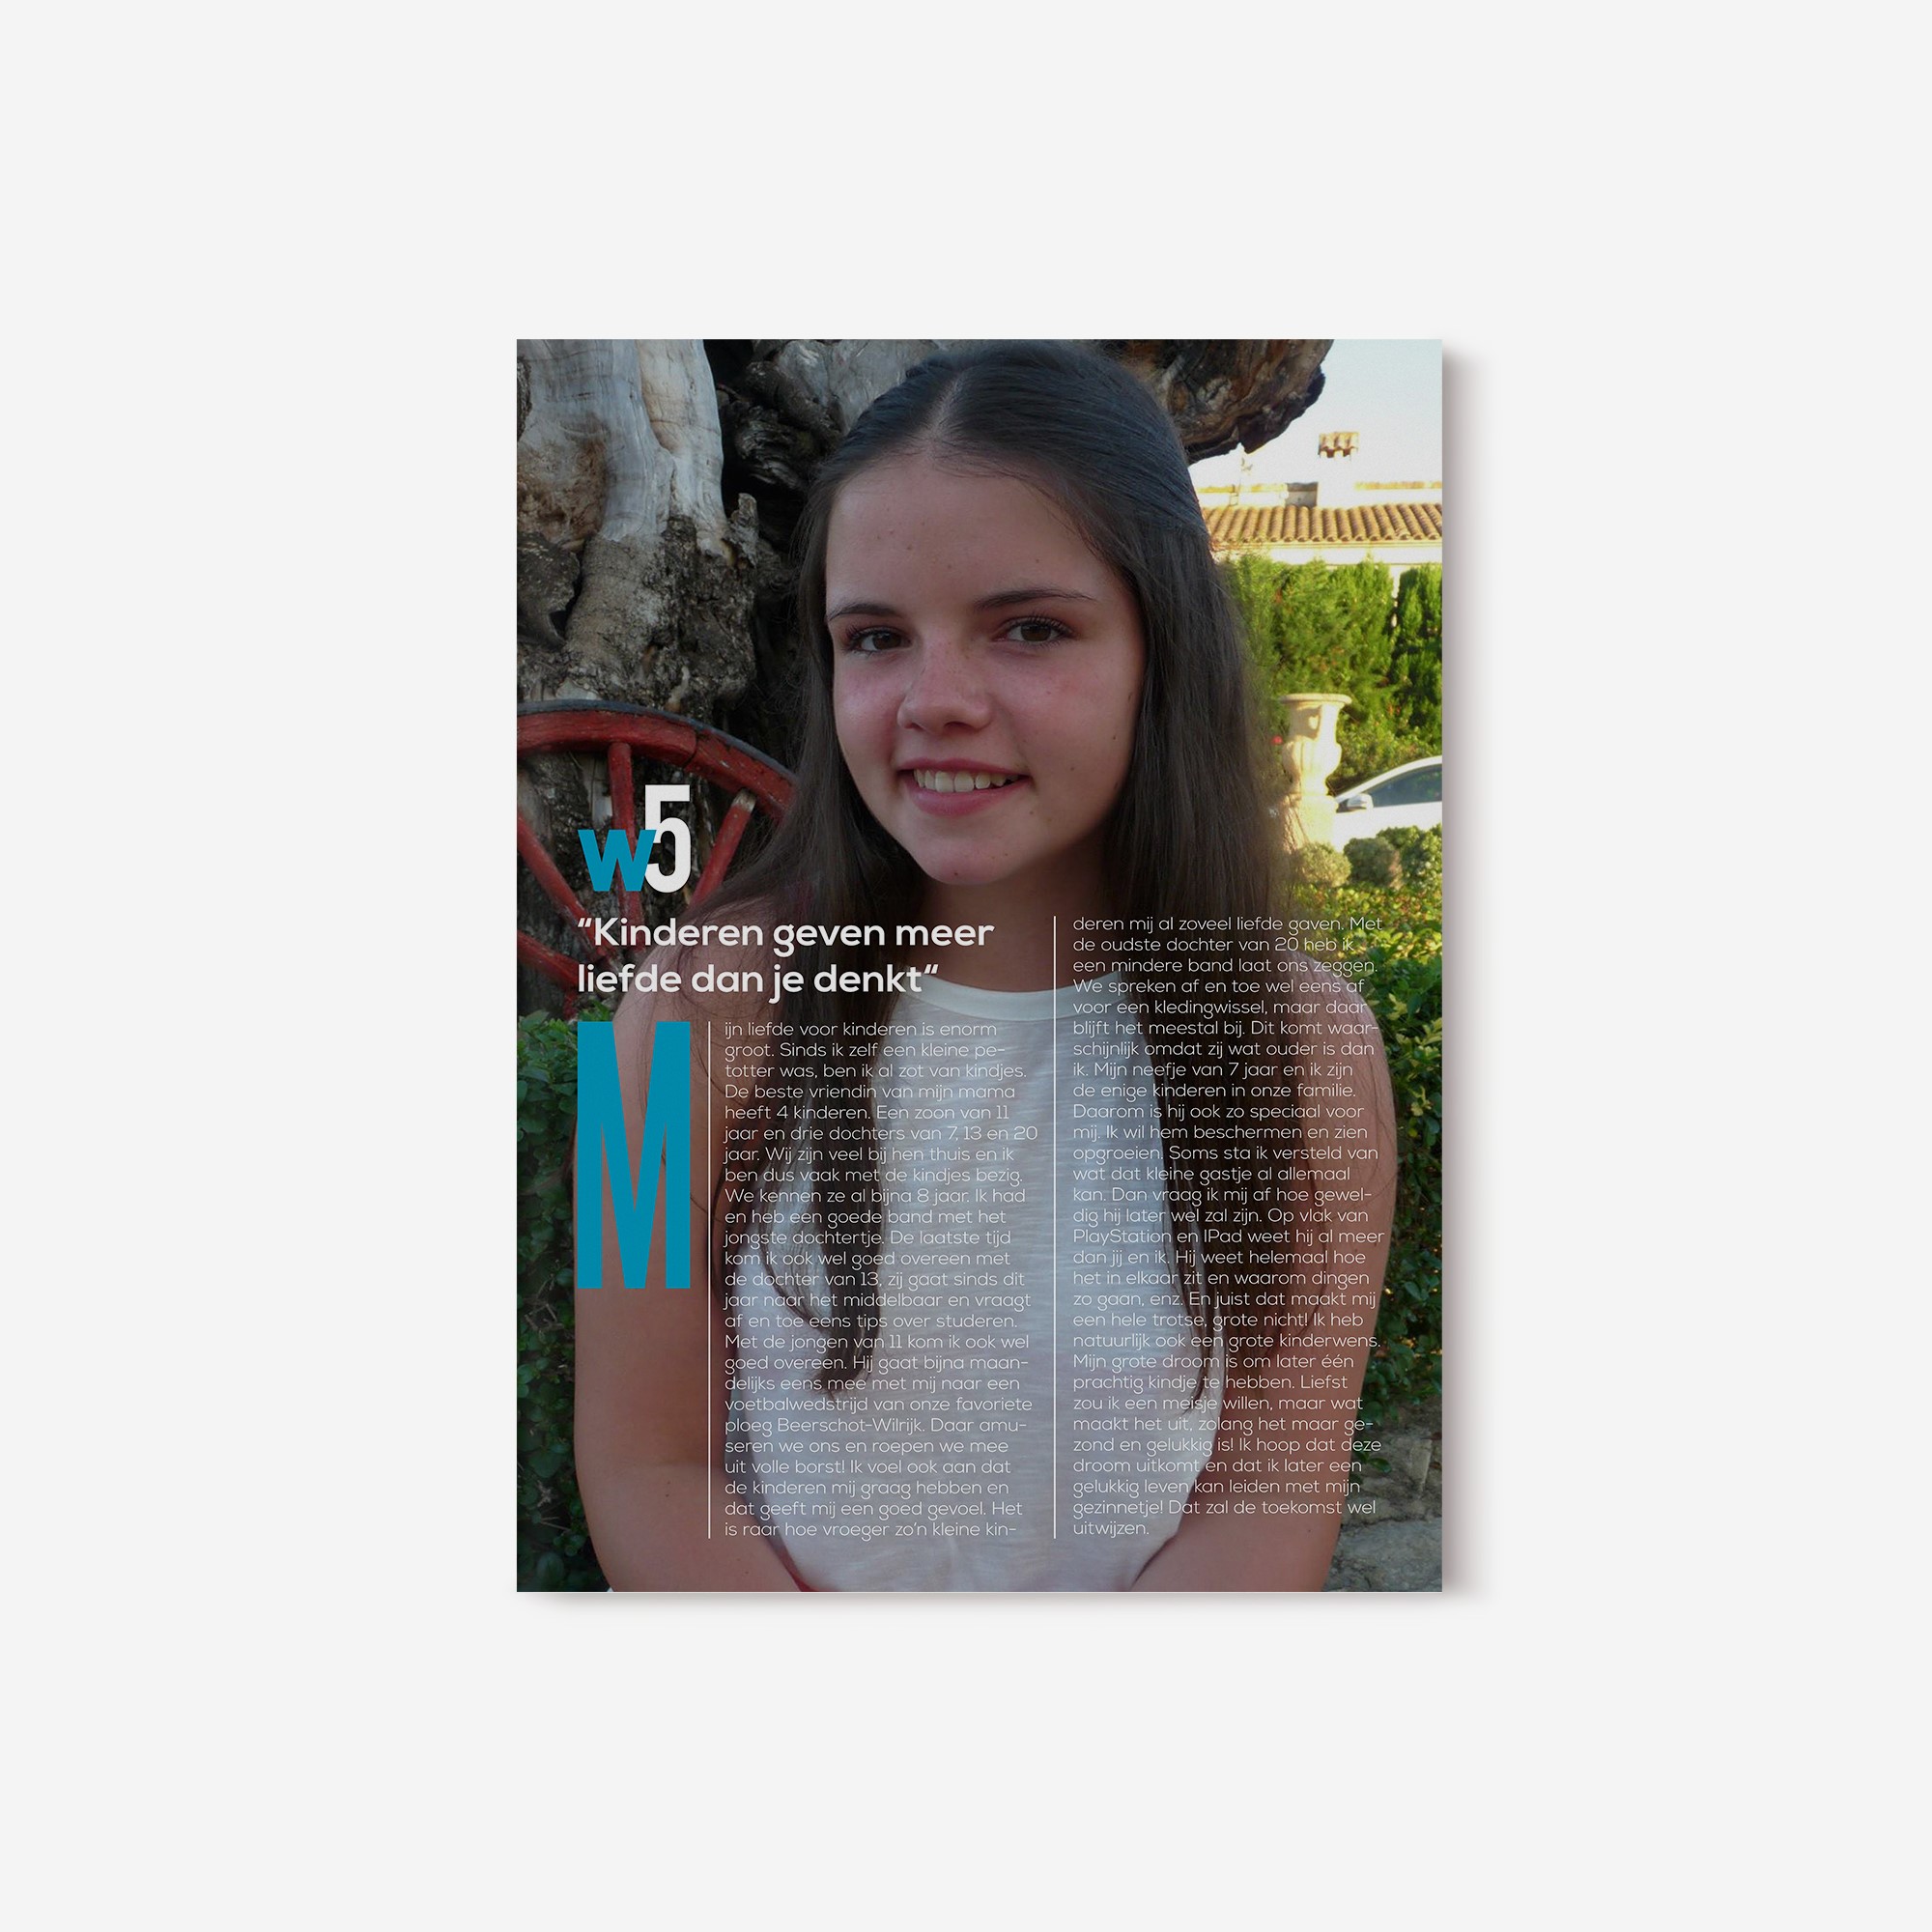 w5
“Kinderen geven meer
liefde dan je denkt“
M
ijn liefde voor kinderen is enorm
groot. Sinds ik zelf een kleine pe-
totter was, ben ik al zot van kindjes.
De beste vriendin van mijn mama
heeft 4 kinderen. Een zoon van 11
jaar en drie dochters van 7, 13 en 20
jaar. Wij zijn veel bij hen thuis en ik
ben dus vaak met de kindjes bezig.
We kennen ze al bijna 8 jaar. Ik had
en heb een goede band met het
jongste dochtertje. De laatste tijd
kom ik ook wel goed overeen met
de dochter van 13, zij gaat sinds dit
jaar naar het middelbaar en vraagt
af en toe eens tips over studeren.
Met de jongen van 11 kom ik ook wel
goed overeen. Hij gaat bijna maan-
delijks eens mee met mij naar een
voetbalwedstrijd van onze favoriete
ploeg Beerschot-Wilrijk. Daar amu-
seren we ons en roepen we mee
uit volle borst! Ik voel ook aan dat
de kinderen mij graag hebben en
dat geeft mij een goed gevoel. Het
is raar hoe vroeger zo’n kleine kin-
deren mij al zoveel liefde gaven. Met
de oudste dochter van 20 heb ik
een mindere band laat ons zeggen.
We spreken af en toe wel eens af
voor een kledingwissel, maar daar
blijft het meestal bij. Dit komt waar-
schijnlijk omdat zij wat ouder is dan
ik. Mijn neefje van 7 jaar en ik zijn
de enige kinderen in onze familie.
Daarom is hij ook zo speciaal voor
mij. Ik wil hem beschermen en zien
opgroeien. Soms sta ik versteld van
wat dat kleine gastje al allemaal
kan. Dan vraag ik mij af hoe gewel-
dig hij later wel zal zijn. Op vlak van
PlayStation en IPad weet hij al meer
dan jij en ik. Hij weet helemaal hoe
het in elkaar zit en waarom dingen
zo gaan, enz. En juist dat maakt mij
een hele trotse, grote nicht! Ik heb
natuurlijk ook een grote kinderwens.
Mijn grote droom is om later één
prachtig kindje te hebben. Liefst
zou ik een meisje willen, maar wat
maakt het uit, zolang het maar ge-
zond en gelukkig is! Ik hoop dat deze
droom uitkomt en dat ik later een
gelukkig leven kan leiden met mijn
gezinnetje! Dat zal de toekomst wel
uitwijzen.